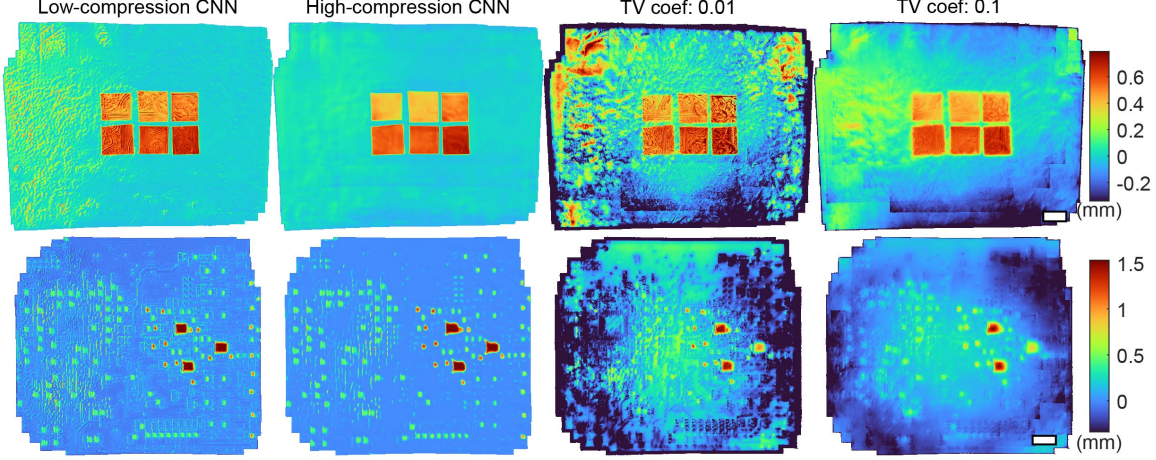 Low-compression CNN
High-compression CNN
TV coef: 0.01
TV coef: 0.1
0.6
0.4
0.2
0
-0.2
(mm)
1.5
1
0.5
0
(mm)